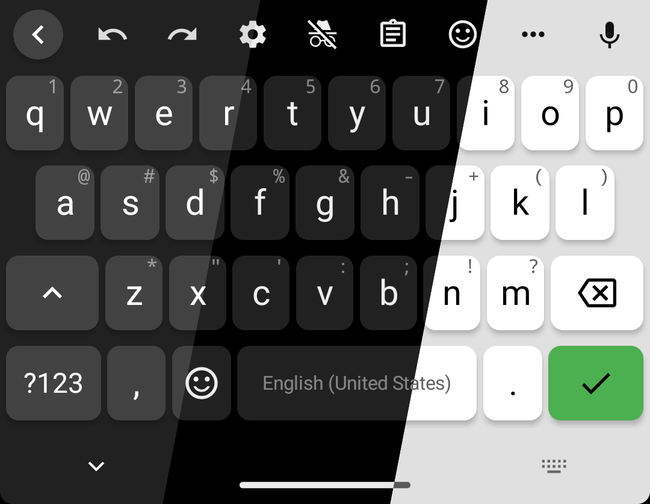 1 2 3 4 5 6 7 8 9 0
q w e r t y u i o p
@ # $ % & - + ( )
a s d f g h j k l
* " ' : ; ! ?
z x c v b n m
?123 , English (United States) .